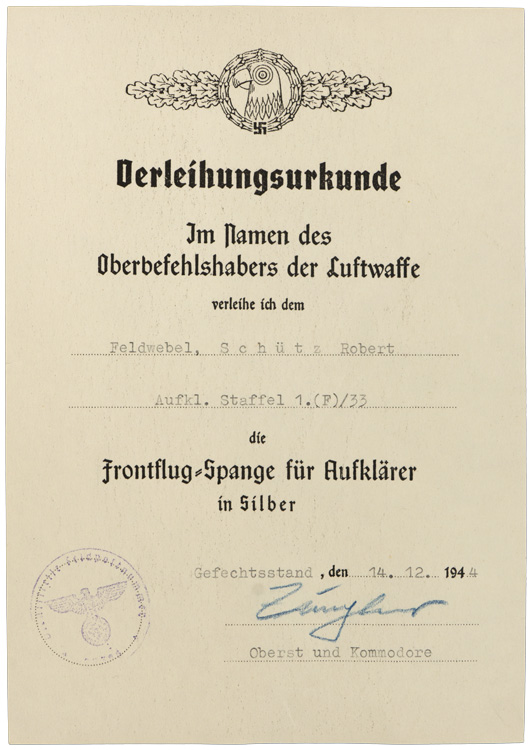 Verleihungsurkunde
Im Namen des
Oberbefehlshabers der Luftwaffe
verleihe ich dem
Feldwebel, S c h ü t z Robert
Aufkl. Staffel 1.(F)/33
die
Frontflug-Spange für Aufklärer
in Silber
Gefechtsstand, den 14. 12. 1944
Oberst und Kommodore